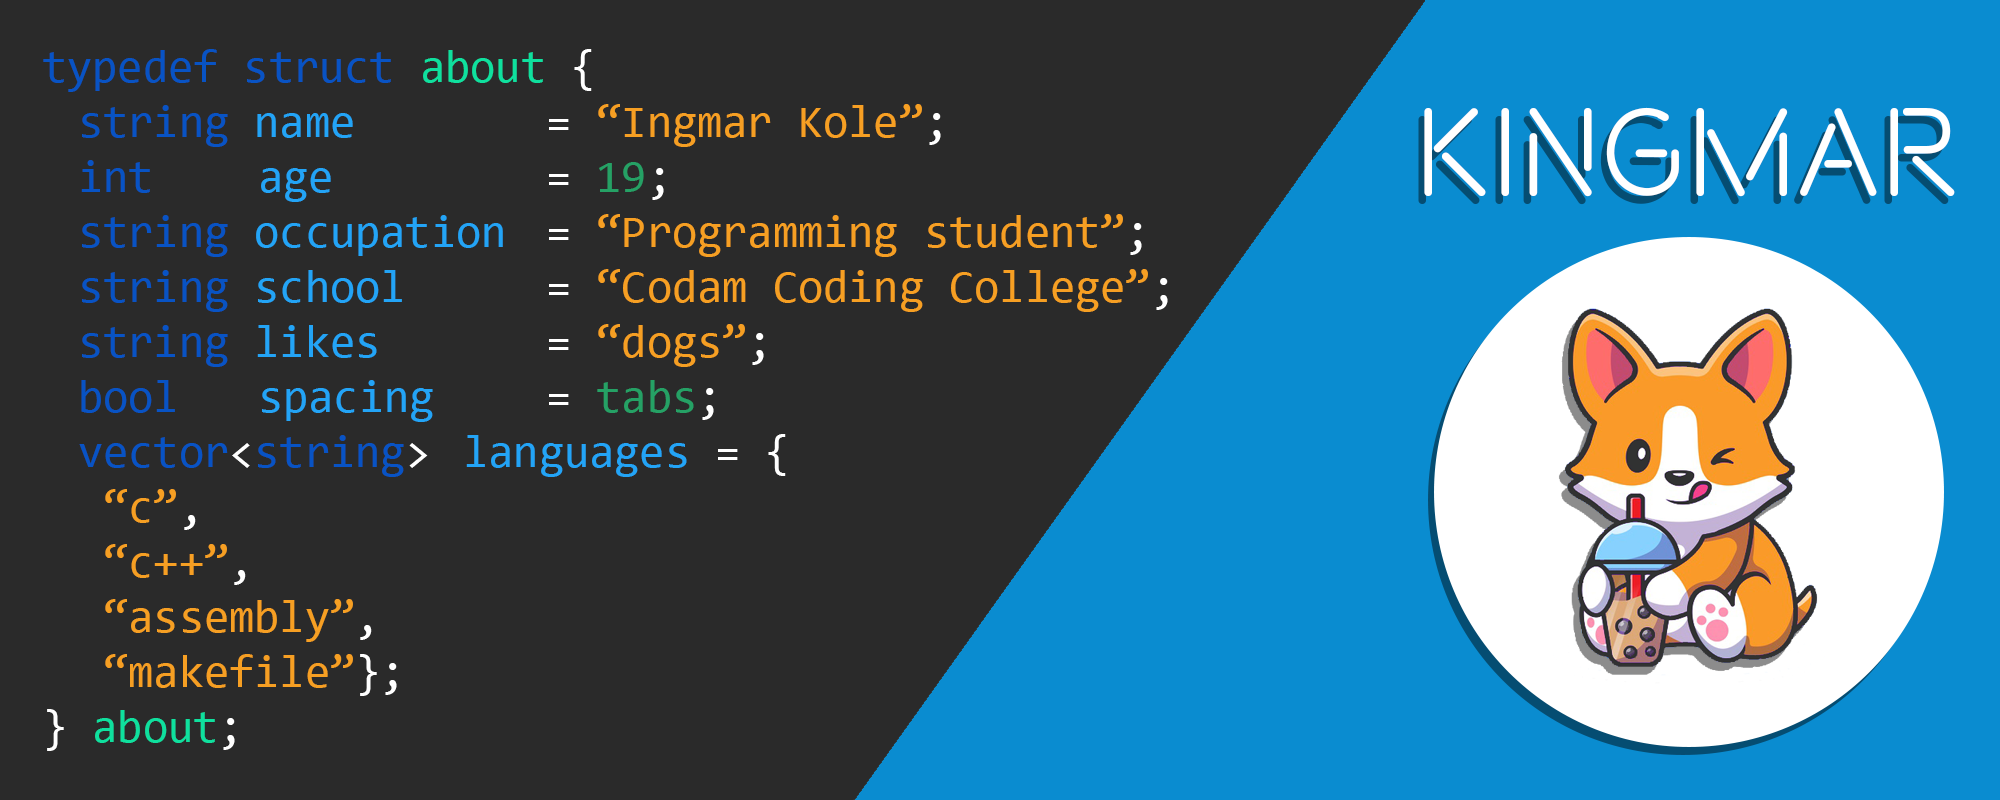 typedef struct about {
string name = “Ingmar Kole”;
int age = 19;
string occupation = “Programming student”;
string school = “Codam Coding College”;
string likes = “dogs”;
bool spacing = tabs;
vector<string> languages = {
“c”,
“c++”,
“assembly”,
“makefile”};
} about;
KINGMAR